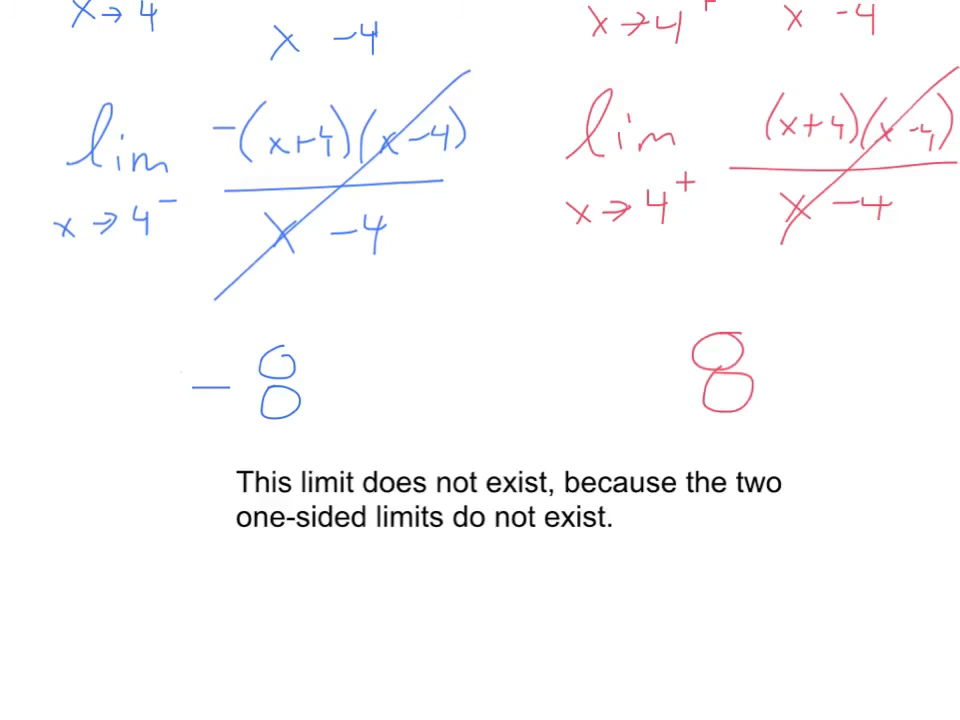 x→4 x→4⁺
x -4 x -4
lim -(x+4)(x-4) lim (x+4)(x-4)
x→4⁻ x -4 x→4⁺ x -4
- 8 8
This limit does not exist, because the two
one-sided limits do not exist.